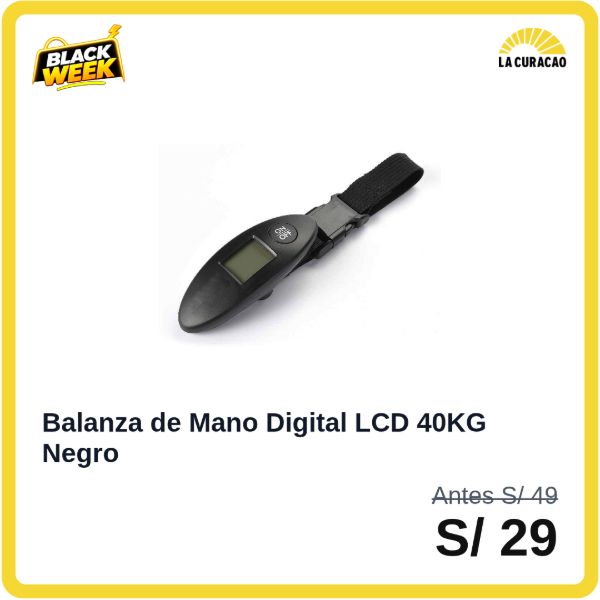 BLACK
WEEK
LA CURACAO
Balanza de Mano Digital LCD 40KG
Negro
Antes S/ 49
S/ 29